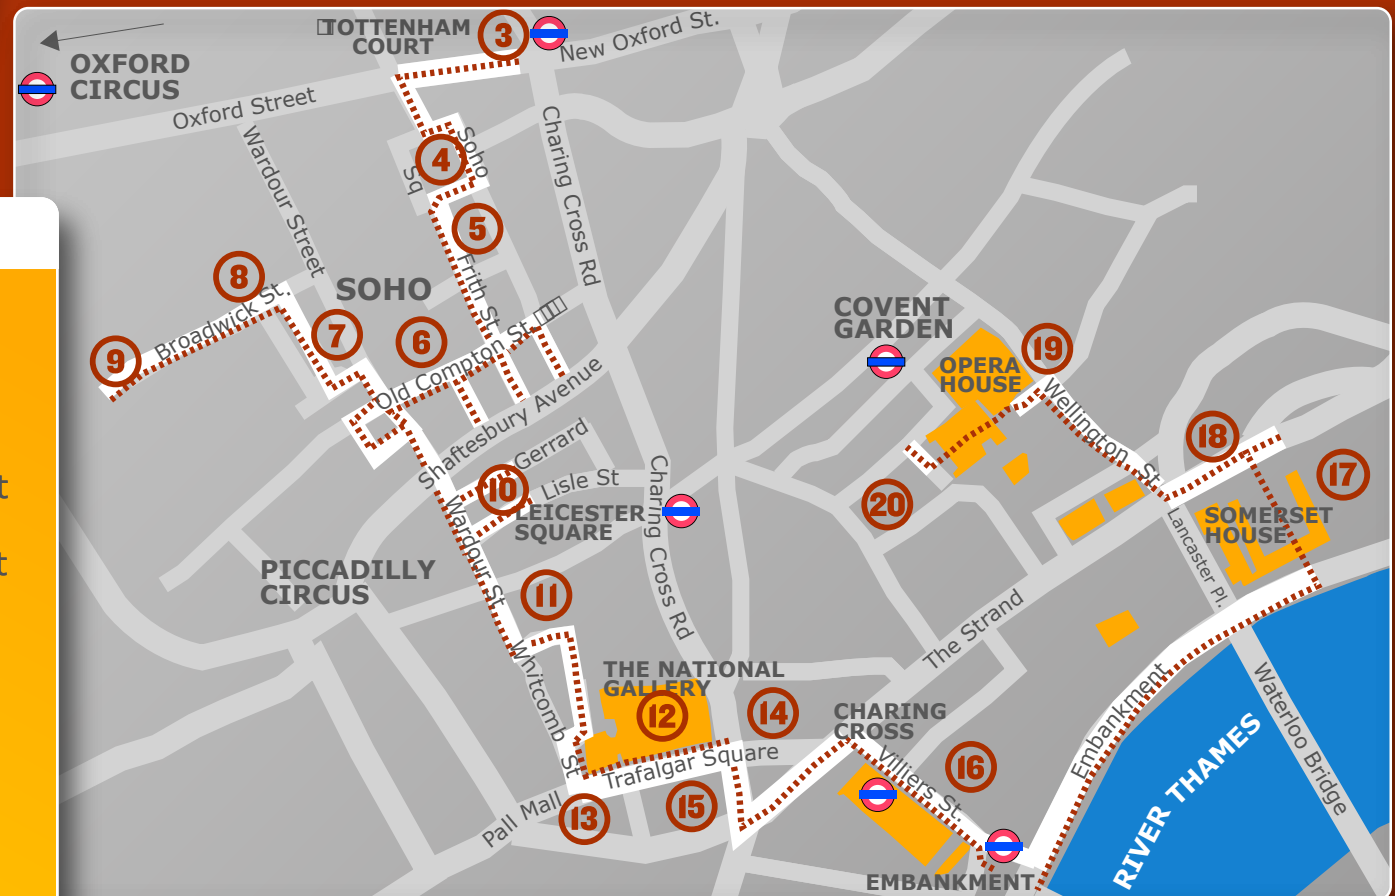 ▯TOTTENHAM
COURT
3
New Oxford St.
OXFORD
CIRCUS
Oxford Street
Wardour Street
Charing Cross Rd
Soho
4
Sq
5
8
SOHO
Frith St.
COVENT
GARDEN
7
6
9
Broadwick St.
Old Compton St.▯▯▯
OPERA
HOUSE
19
Shaftesbury Avenue
Gerrard
Wellington St.
18
t
10
Lisle St
17
LEICESTER
SQUARE
20
Lancaster Pl.
SOMERSET
HOUSE
Wardour St
Charing Cross Rd
t
PICCADILLY
CIRCUS
11
The Strand
Whitcomb St
THE NATIONAL
GALLERY
12
14
CHARING
CROSS
Embankment
Waterloo Bridge
Trafalgar Square
Villiers St.
16
Pall Mall
13
15
RIVER THAMES
EMBANKMENT